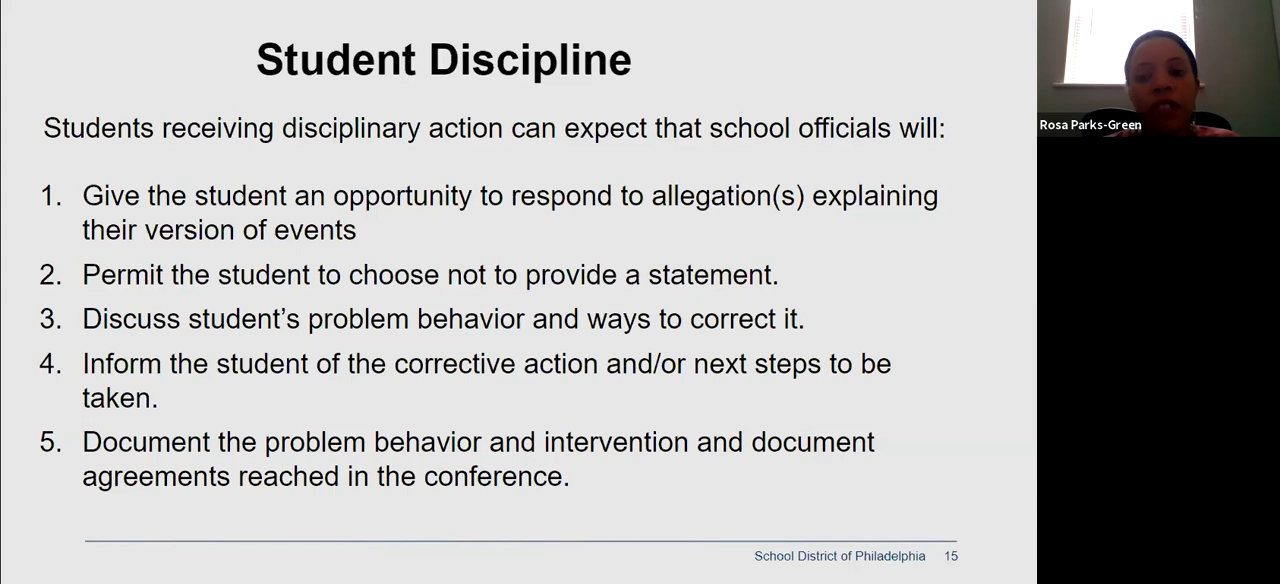 Student Discipline
Students receiving disciplinary action can expect that school officials will:
1. Give the student an opportunity to respond to allegation(s) explaining
their version of events
2. Permit the student to choose not to provide a statement.
3. Discuss student’s problem behavior and ways to correct it.
4. Inform the student of the corrective action and/or next steps to be
taken.
5. Document the problem behavior and intervention and document
agreements reached in the conference.
School District of Philadelphia 15
Rosa Parks-Green